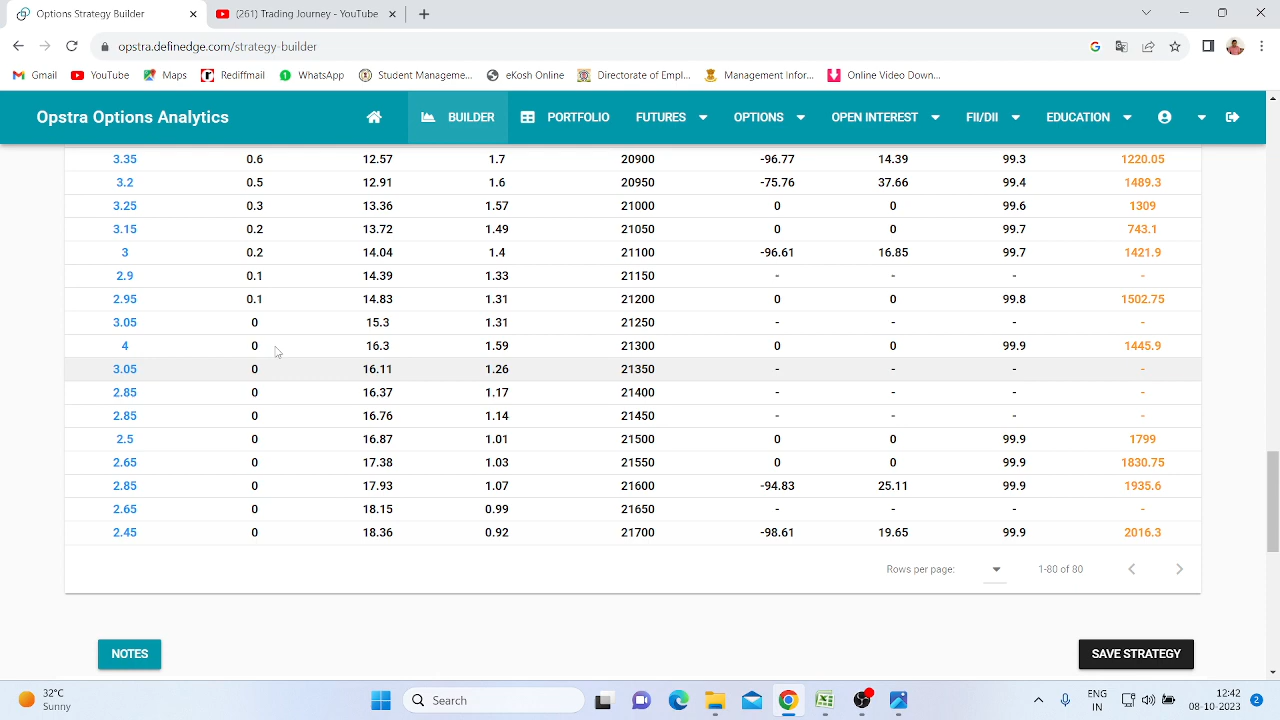 Options Strategy Builder
(261) Trading Journey - YouTube
opstra.definedge.com/strategy-builder
Gmail YouTube Maps Rediffmail WhatsApp Student Manageme... Kosh Online Directorate of Empl... Management Infor... Online Video Down...
Opstra Options Analytics BUILDER PORTFOLIO FUTURES OPTIONS OPEN INTEREST FII/DII EDUCATION
3.35 0.6 12.57 1.7 20900 -96.77 14.39 99.3 1220.05
3.2 0.5 12.91 1.6 20950 -75.76 37.66 99.4 1489.3
3.25 0.3 13.36 1.57 21000 0 0 99.6 1309
3.15 0.2 13.72 1.49 21050 0 0 99.7 743.1
3 0.2 14.04 1.4 21100 -96.61 16.85 99.7 1421.9
2.9 0.1 14.39 1.33 21150 - - - -
2.95 0.1 14.83 1.31 21200 0 0 99.8 1502.75
3.05 0 15.3 1.31 21250 - - - -
4 0 16.3 1.59 21300 0 0 99.9 1445.9
3.05 0 16.11 1.26 21350 - - - -
2.85 0 16.37 1.17 21400 - - - -
2.85 0 16.76 1.14 21450 - - - -
2.5 0 16.87 1.01 21500 0 0 99.9 1799
2.65 0 17.38 1.03 21550 0 0 99.9 1830.75
2.85 0 17.93 1.07 21600 -94.83 25.11 99.9 1935.6
2.65 0 18.15 0.99 21650 - - - -
2.45 0 18.36 0.92 21700 -98.61 19.65 99.9 2016.3
Rows per page: 1-80 of 80
NOTES SAVE STRATEGY
32°C
Sunny
Search
ENG
IN
12:42
08-10-2023
2